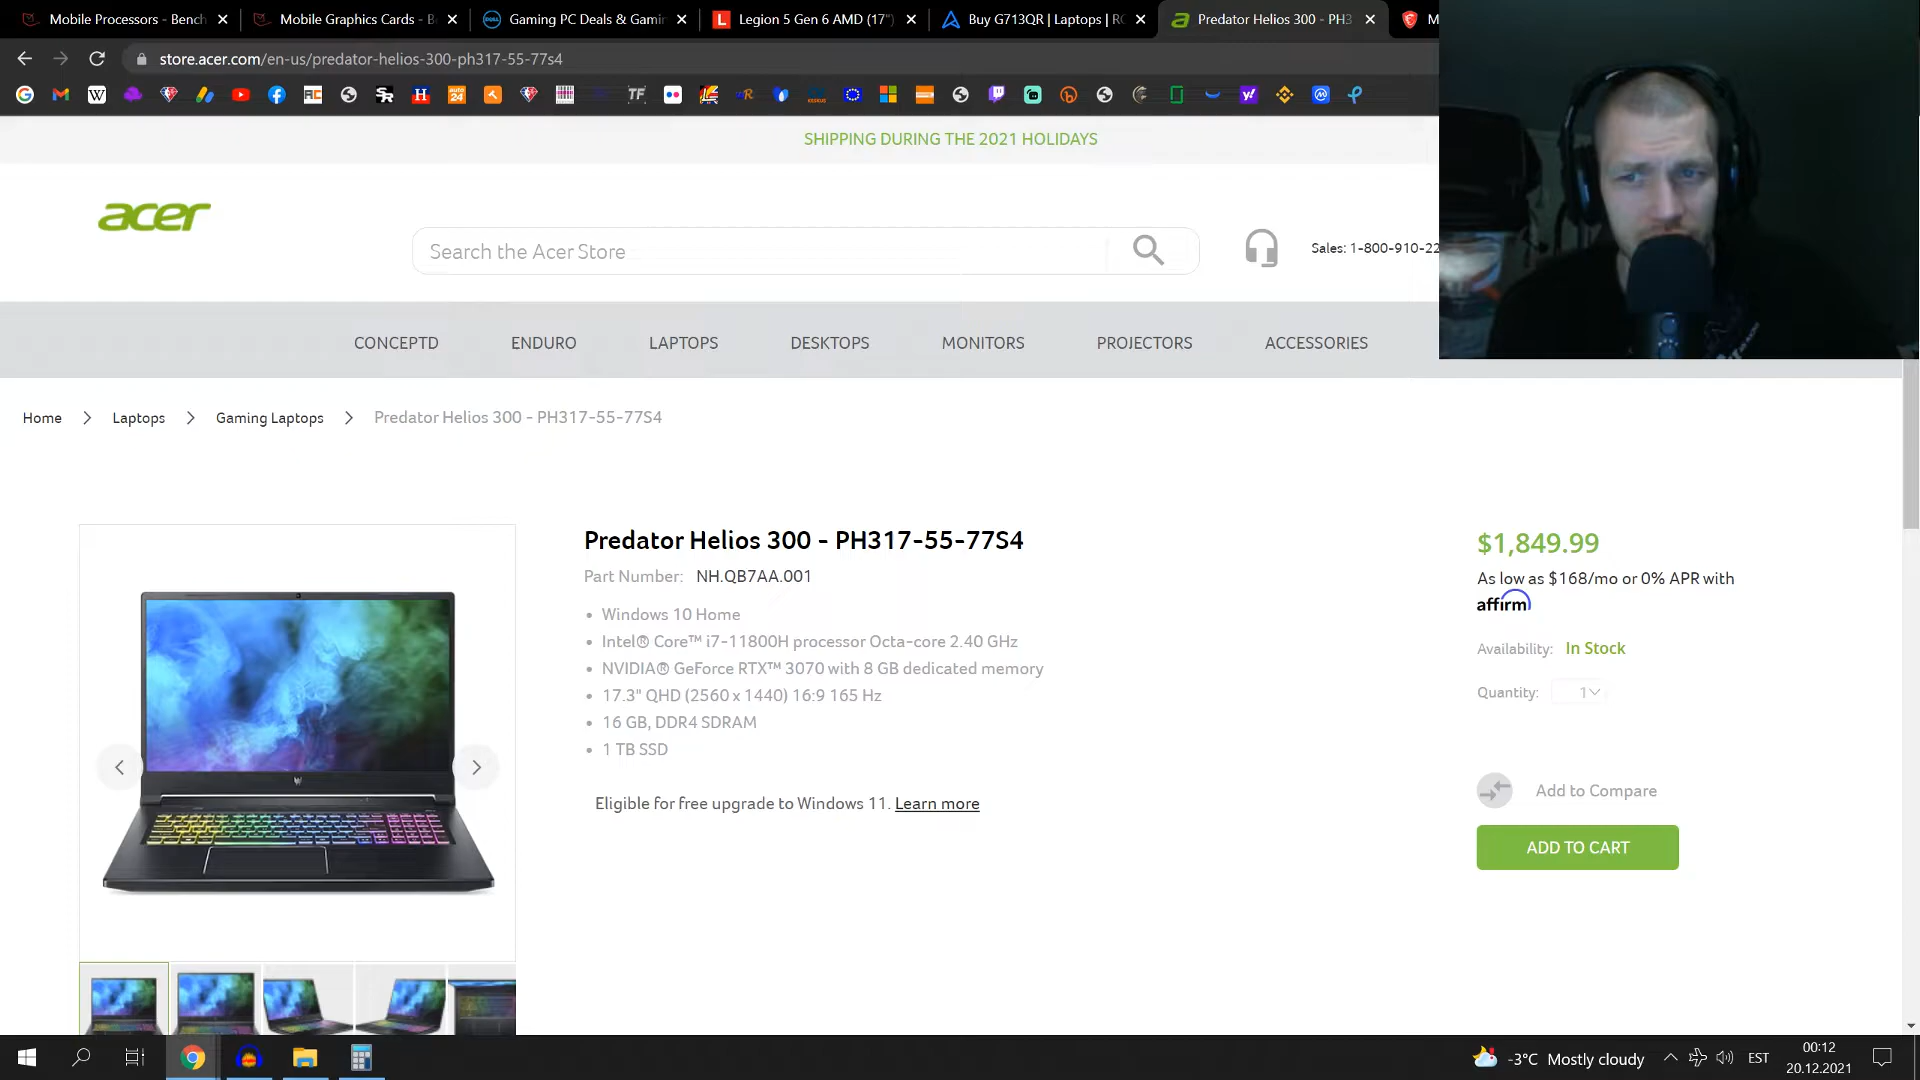 Mobile Processors - Bench
Mobile Graphics Cards - B
Gaming PC Deals & Gamin
Legion 5 Gen 6 AMD (17")
Buy G713QR | Laptops | RO
Predator Helios 300 - PH3
M
store.acer.com/en-us/predator-helios-300-ph317-55-77s4
SHIPPING DURING THE 2021 HOLIDAYS
acer
Search the Acer Store
Sales: 1-800-910-22
CONCEPTD
ENDURO
LAPTOPS
DESKTOPS
MONITORS
PROJECTORS
ACCESSORIES
Home
Laptops
Gaming Laptops
Predator Helios 300 - PH317-55-77S4
Predator Helios 300 - PH317-55-77S4
Part Number: NH.QB7AA.001
• Windows 10 Home
• Intel® Core™ i7-11800H processor Octa-core 2.40 GHz
• NVIDIA® GeForce RTX™ 3070 with 8 GB dedicated memory
• 17.3" QHD (2560 x 1440) 16:9 165 Hz
• 16 GB, DDR4 SDRAM
• 1 TB SSD
Eligible for free upgrade to Windows 11. Learn more
$1,849.99
As low as $168/mo or 0% APR with
affirm
Availability: In Stock
Quantity: 1
Add to Compare
ADD TO CART
-3°C Mostly cloudy
EST
00:12
20.12.2021